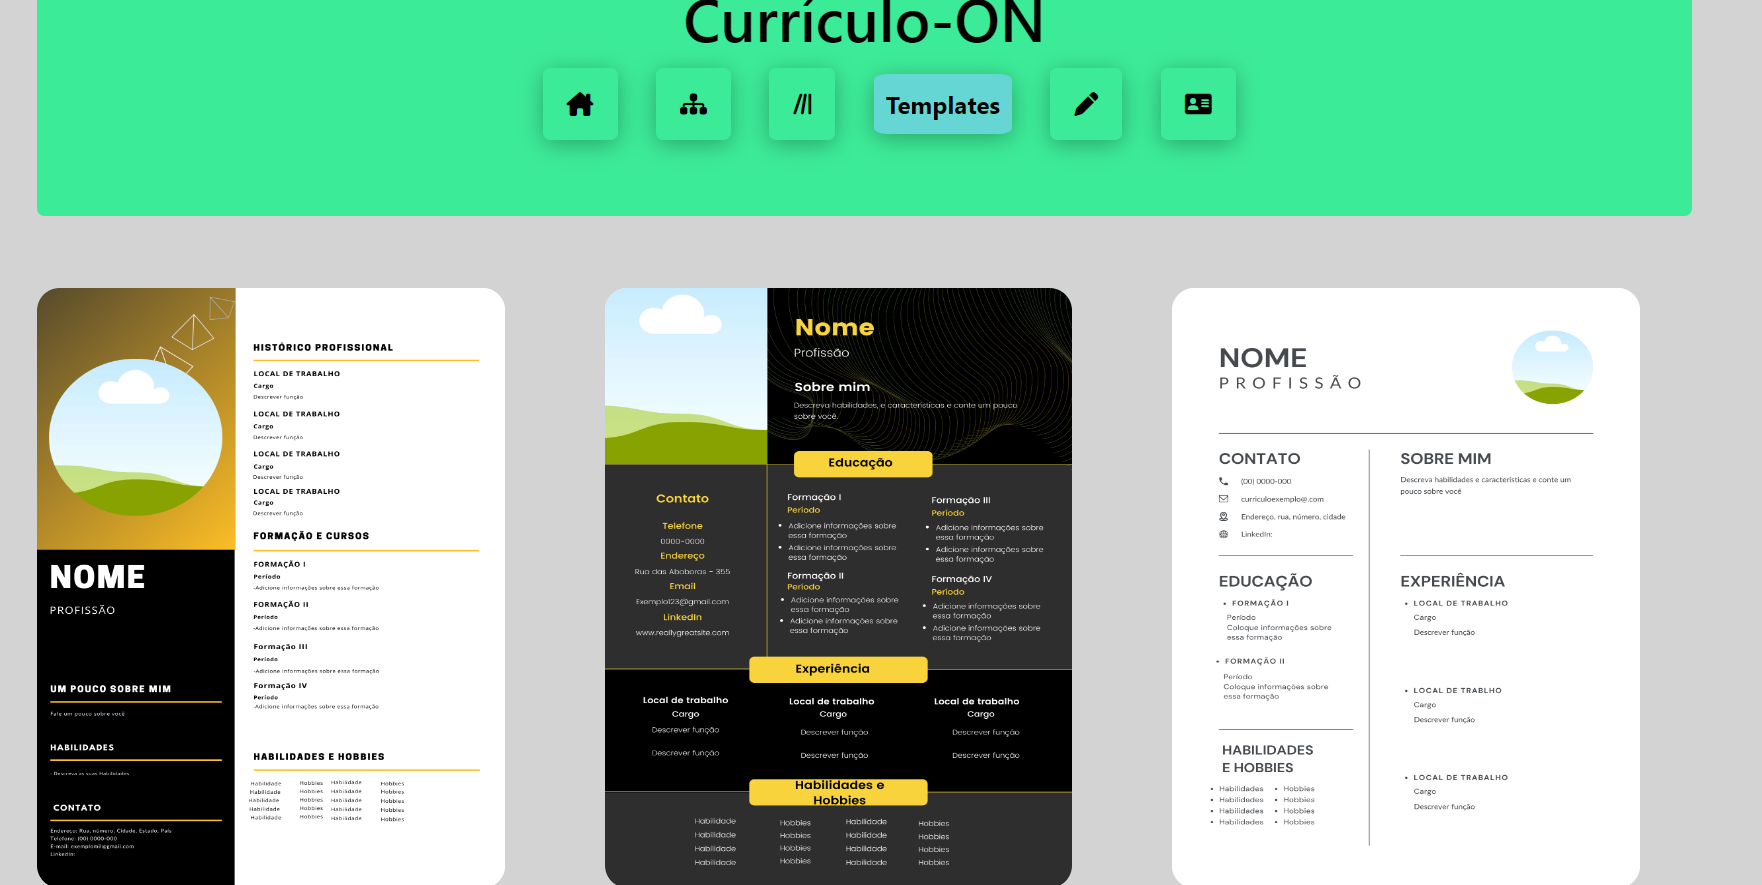 Currículo-ON
Templates
HISTÓRICO PROFISSIONAL
LOCAL DE TRABALHO
Cargo
Descrever função
LOCAL DE TRABALHO
Cargo
Descrever função
LOCAL DE TRABALHO
Cargo
Descrever função
LOCAL DE TRABALHO
Cargo
Descrever função
FORMAÇÃO E CURSOS
FORMAÇÃO I
Período
-Adicione informações sobre essa formação
FORMAÇÃO II
Período
-Adicione informações sobre essa formação
Formação III
Período
-Adicione informações sobre essa formação
Formação IV
Período
-Adicione informações sobre essa formação
HABILIDADES E HOBBIES
Habilidade Hobbies Habilidade Hobbies
Habilidade Hobbies Habilidade Hobbies
Habilidade Hobbies Habilidade Hobbies
Habilidade Hobbies Habilidade Hobbies
Habilidade Hobbies Habilidade Hobbies
NOME
PROFISSÃO
UM POUCO SOBRE MIM
Fale um pouco sobre você
HABILIDADES
- Descreva as suas Habilidades
CONTATO
Endereço: Rua, número, Cidade, Estado, País
Telefone: (00) 0000-000
E-mail: exemplomil@gmail.com
LinkedIn:
Nome
Profissão
Sobre mim
Descreva habilidades, e características e conte um pouco
sobre você.
Educação
Contato
Telefone
0000-0000
Endereço
Rua das Aboboras - 355
Email
Exemplo123@gmail.com
LinkedIn
www.reallygreatsite.com
Formação I
Período
• Adicione informações sobre
essa formação
• Adicione informações sobre
essa formação
Formação II
Período
• Adicione informações sobre
essa formação
• Adicione informações sobre
essa formação
Formação III
Período
• Adicione informações sobre
essa formação
• Adicione informações sobre
essa formação
Formação IV
Período
• Adicione informações sobre
essa formação
• Adicione informações sobre
essa formação
Experiência
Local de trabalho
Cargo
Descrever função
Descrever função
Local de trabalho
Cargo
Descrever função
Descrever função
Local de trabalho
Cargo
Descrever função
Descrever função
Habilidades e
Hobbies
Habilidade Hobbies Habilidade Hobbies
Habilidade Hobbies Habilidade Hobbies
Habilidade Hobbies Habilidade Hobbies
Habilidade Hobbies Habilidade Hobbies
NOME
PROFISSÃO
CONTATO
(00) 0000-000
curriculoexemplo@.com
Endereço, rua, número, cidade
LinkedIn:
SOBRE MIM
Descreva habilidades e características e conte um
pouco sobre você
EDUCAÇÃO
• FORMAÇÃO I
Período
Coloque informações sobre
essa formação
• FORMAÇÃO II
Período
Coloque informações sobre
essa formação
HABILIDADES
E HOBBIES
• Habilidades • Hobbies
• Habilidades • Hobbies
• Habilidades • Hobbies
• Habilidades • Hobbies
EXPERIÊNCIA
• LOCAL DE TRABALHO
Cargo
Descrever função
• LOCAL DE TRABLHO
Cargo
Descrever função
• LOCAL DE TRABALHO
Cargo
Descrever função